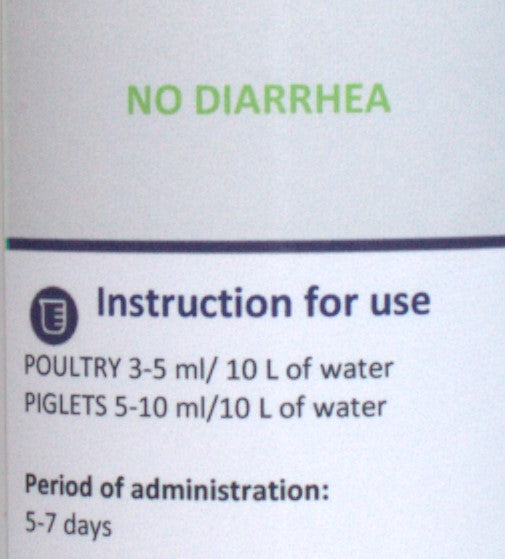 NO DIARRHEA
Instruction for use
POULTRY 3-5 ml/ 10 L of water
PIGLETS 5-10 ml/10 L of water
Period of administration:
5-7 days